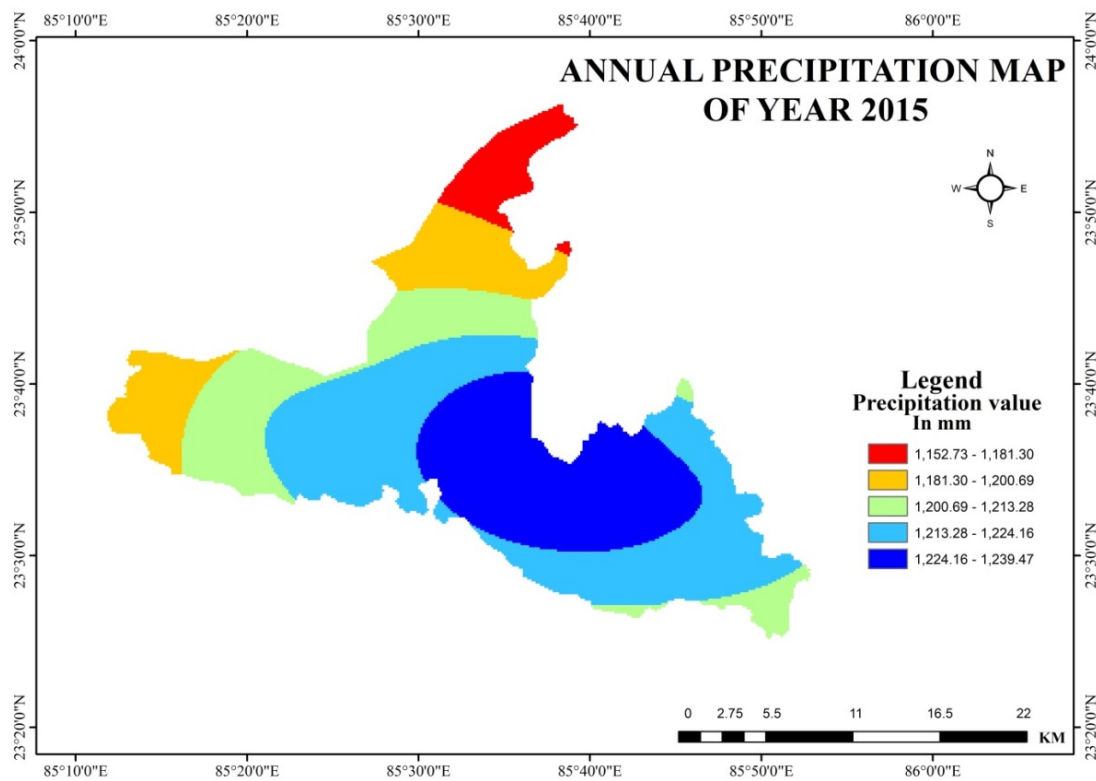 85°10'0"E 85°20'0"E 85°30'0"E 85°40'0"E 85°50'0"E 86°0'0"E
24°0'0"N 24°0'0"N
ANNUAL PRECIPITATION MAP
OF YEAR 2015
N
W E
S
23°50'0"N 23°50'0"N
23°40'0"N 23°40'0"N
Legend
Precipitation value
In mm
1,152.73 - 1,181.30
1,181.30 - 1,200.69
1,200.69 - 1,213.28
1,213.28 - 1,224.16
1,224.16 - 1,239.47
23°30'0"N 23°30'0"N
0 2.75 5.5 11 16.5 22
KM
23°20'0"N 23°20'0"N
85°10'0"E 85°20'0"E 85°30'0"E 85°40'0"E 85°50'0"E 86°0'0"E